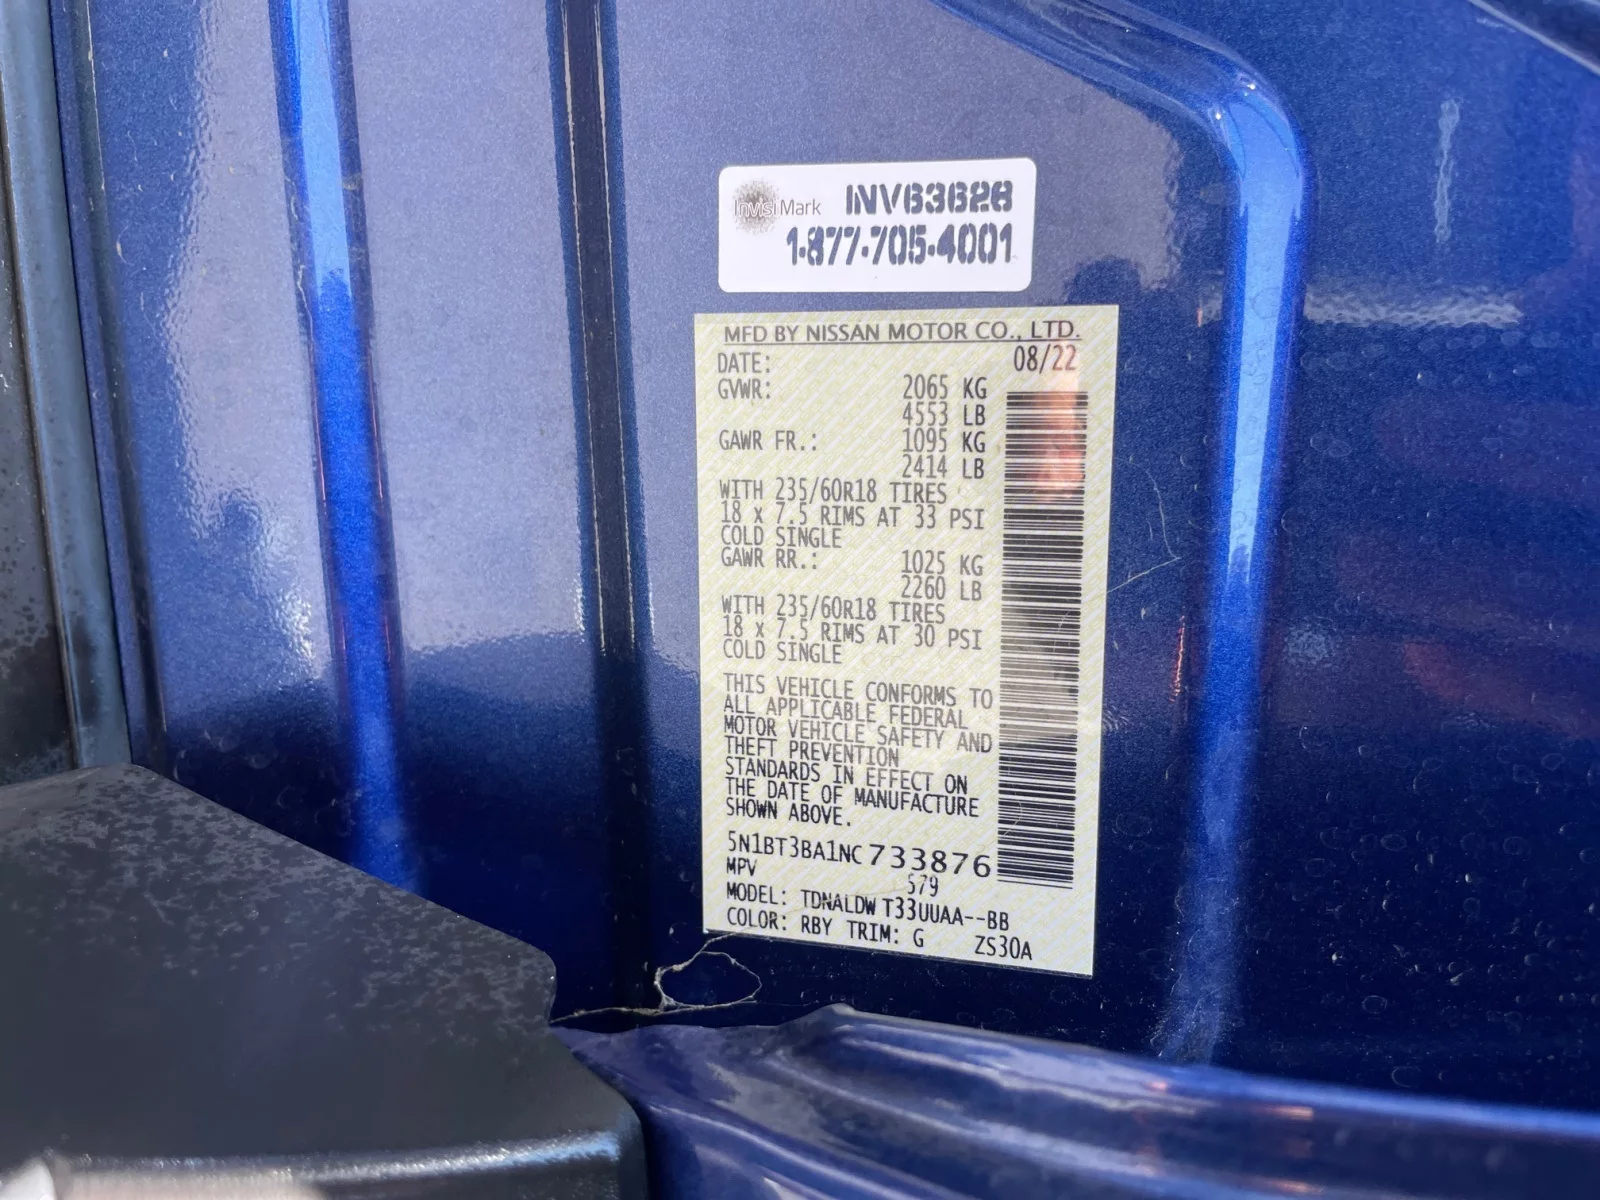 InvisiMark INV63628
1-877-705-4001
MFD BY NISSAN MOTOR CO., LTD.
DATE: 08/22
GVWR: 2065 KG
4553 LB
GAWR FR.: 1095 KG
2414 LB
WITH 235/60R18 TIRES
18 x 7.5 RIMS AT 33 PSI
COLD SINGLE
GAWR RR.: 1025 KG
2260 LB
WITH 235/60R18 TIRES
18 x 7.5 RIMS AT 30 PSI
COLD SINGLE
THIS VEHICLE CONFORMS TO
ALL APPLICABLE FEDERAL
MOTOR VEHICLE SAFETY AND
THEFT PREVENTION
STANDARDS IN EFFECT ON
THE DATE OF MANUFACTURE
SHOWN ABOVE.
5N1BT3BA1NC733876
MPV 579
MODEL: TDNALDW T33UUAA--BB
COLOR: RBY TRIM: G ZS30A